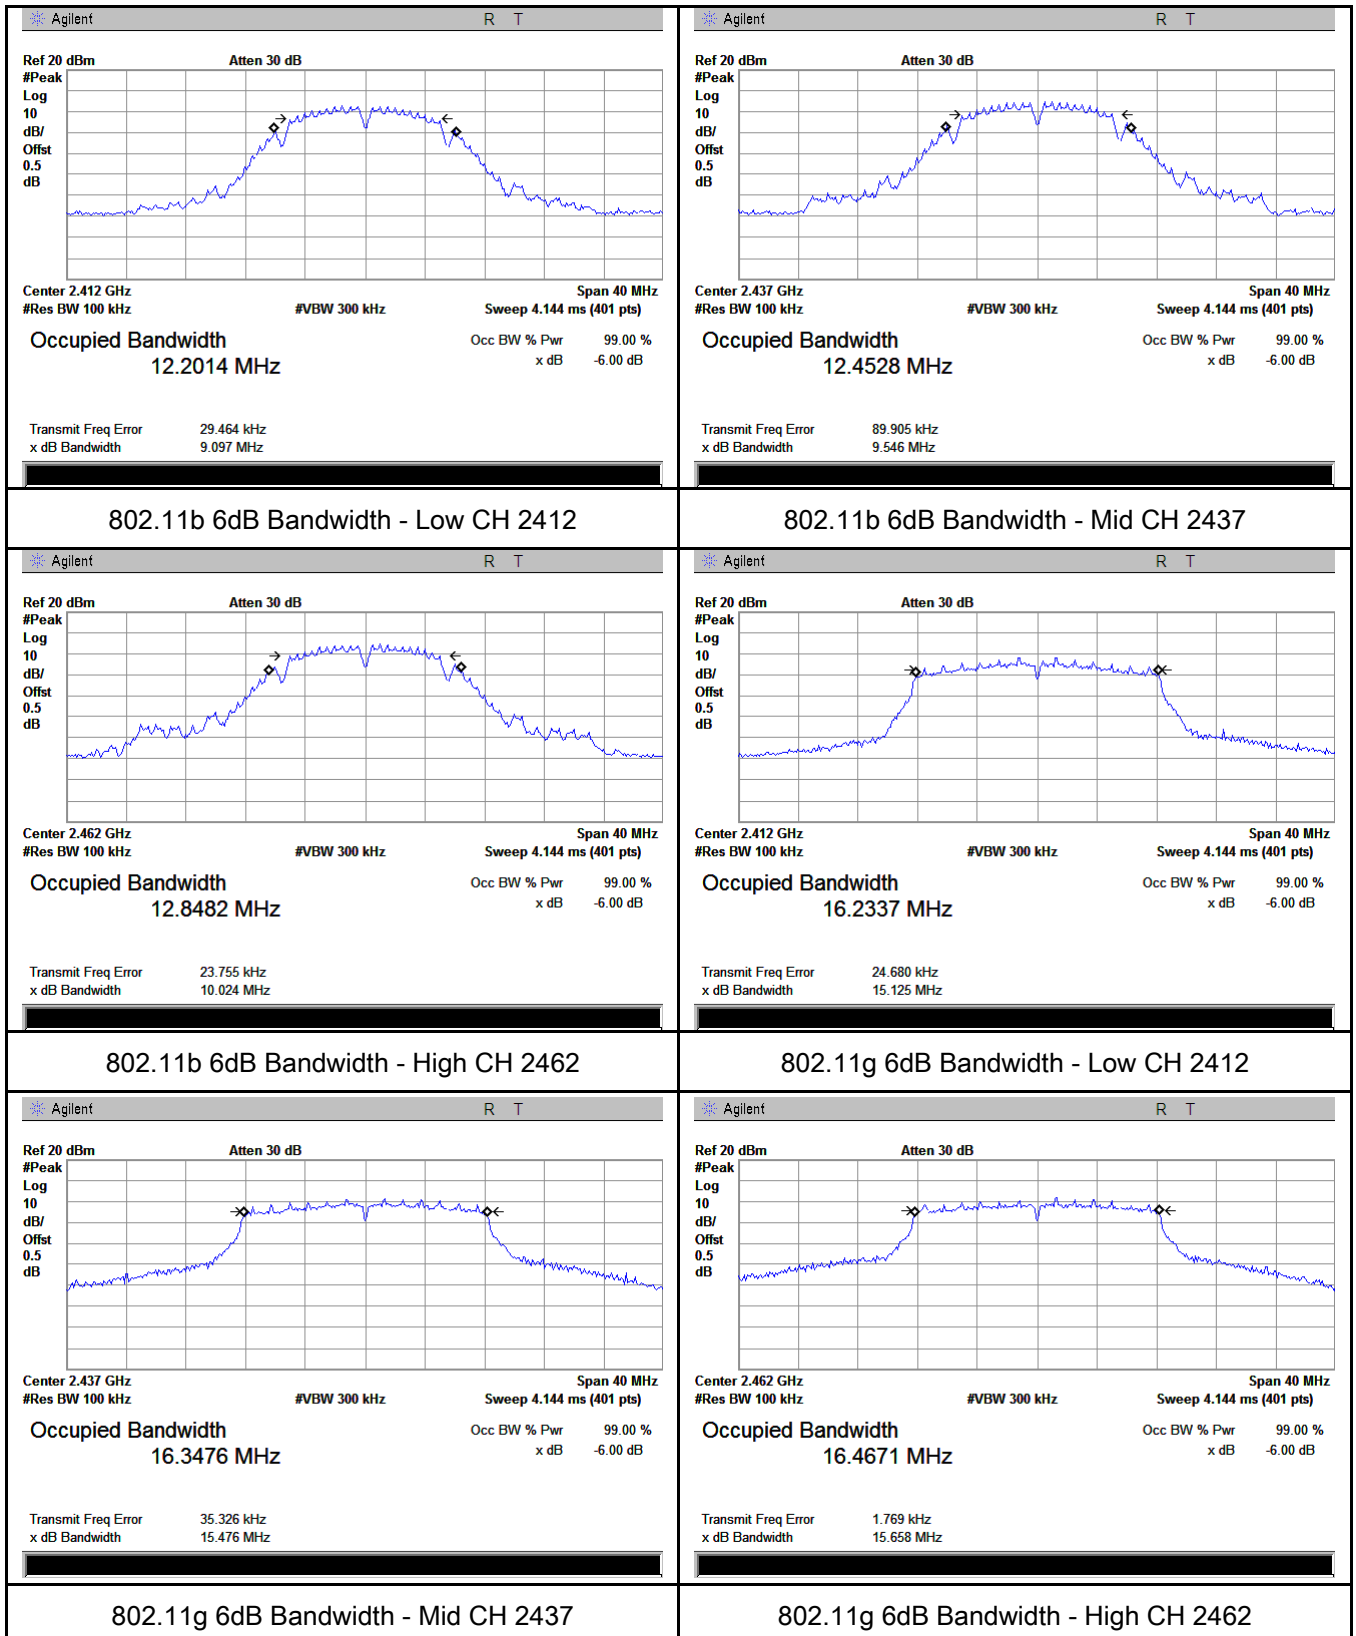 Agilent R T
Ref 20 dBm Atten 30 dB
#Peak
Log
10
dB/
Offst
0.5
dB
Center 2.412 GHz Span 40 MHz
#Res BW 100 kHz #VBW 300 kHz Sweep 4.144 ms (401 pts)
Occupied Bandwidth Occ BW % Pwr 99.00 %
12.2014 MHz x dB -6.00 dB
Transmit Freq Error 29.464 kHz
x dB Bandwidth 9.097 MHz
802.11b 6dB Bandwidth - Low CH 2412
Agilent R T
Ref 20 dBm Atten 30 dB
#Peak
Log
10
dB/
Offst
0.5
dB
Center 2.437 GHz Span 40 MHz
#Res BW 100 kHz #VBW 300 kHz Sweep 4.144 ms (401 pts)
Occupied Bandwidth Occ BW % Pwr 99.00 %
12.4528 MHz x dB -6.00 dB
Transmit Freq Error 89.905 kHz
x dB Bandwidth 9.546 MHz
802.11b 6dB Bandwidth - Mid CH 2437
Agilent R T
Ref 20 dBm Atten 30 dB
#Peak
Log
10
dB/
Offst
0.5
dB
Center 2.462 GHz Span 40 MHz
#Res BW 100 kHz #VBW 300 kHz Sweep 4.144 ms (401 pts)
Occupied Bandwidth Occ BW % Pwr 99.00 %
12.8482 MHz x dB -6.00 dB
Transmit Freq Error 23.755 kHz
x dB Bandwidth 10.024 MHz
802.11b 6dB Bandwidth - High CH 2462
Agilent R T
Ref 20 dBm Atten 30 dB
#Peak
Log
10
dB/
Offst
0.5
dB
Center 2.412 GHz Span 40 MHz
#Res BW 100 kHz #VBW 300 kHz Sweep 4.144 ms (401 pts)
Occupied Bandwidth Occ BW % Pwr 99.00 %
16.2337 MHz x dB -6.00 dB
Transmit Freq Error 24.680 kHz
x dB Bandwidth 15.125 MHz
802.11g 6dB Bandwidth - Low CH 2412
Agilent R T
Ref 20 dBm Atten 30 dB
#Peak
Log
10
dB/
Offst
0.5
dB
Center 2.437 GHz Span 40 MHz
#Res BW 100 kHz #VBW 300 kHz Sweep 4.144 ms (401 pts)
Occupied Bandwidth Occ BW % Pwr 99.00 %
16.3476 MHz x dB -6.00 dB
Transmit Freq Error 35.326 kHz
x dB Bandwidth 15.476 MHz
802.11g 6dB Bandwidth - Mid CH 2437
Agilent R T
Ref 20 dBm Atten 30 dB
#Peak
Log
10
dB/
Offst
0.5
dB
Center 2.462 GHz Span 40 MHz
#Res BW 100 kHz #VBW 300 kHz Sweep 4.144 ms (401 pts)
Occupied Bandwidth Occ BW % Pwr 99.00 %
16.4671 MHz x dB -6.00 dB
Transmit Freq Error 1.769 kHz
x dB Bandwidth 15.658 MHz
802.11g 6dB Bandwidth - High CH 2462